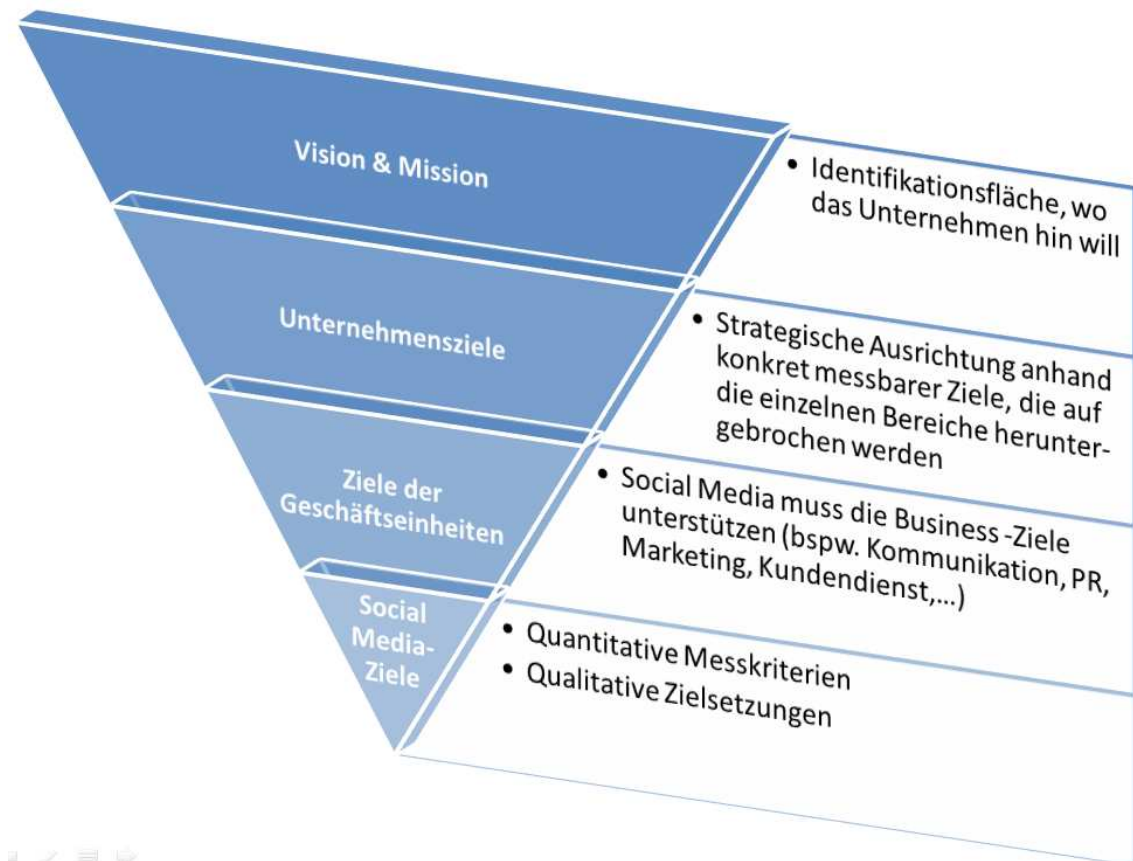 Vision & Mission
• Identifikationsfläche, wo
das Unternehmen hin will
Unternehmensziele
• Strategische Ausrichtung anhand
konkret messbarer Ziele, die auf
die einzelnen Bereiche herunter-
gebrochen werden
Ziele der
Geschäftseinheiten
• Social Media muss die Business -Ziele
unterstützen (bspw. Kommunikation, PR,
Marketing, Kundendienst,...)
Social
Media-
Ziele
• Quantitative Messkriterien
• Qualitative Zielsetzungen